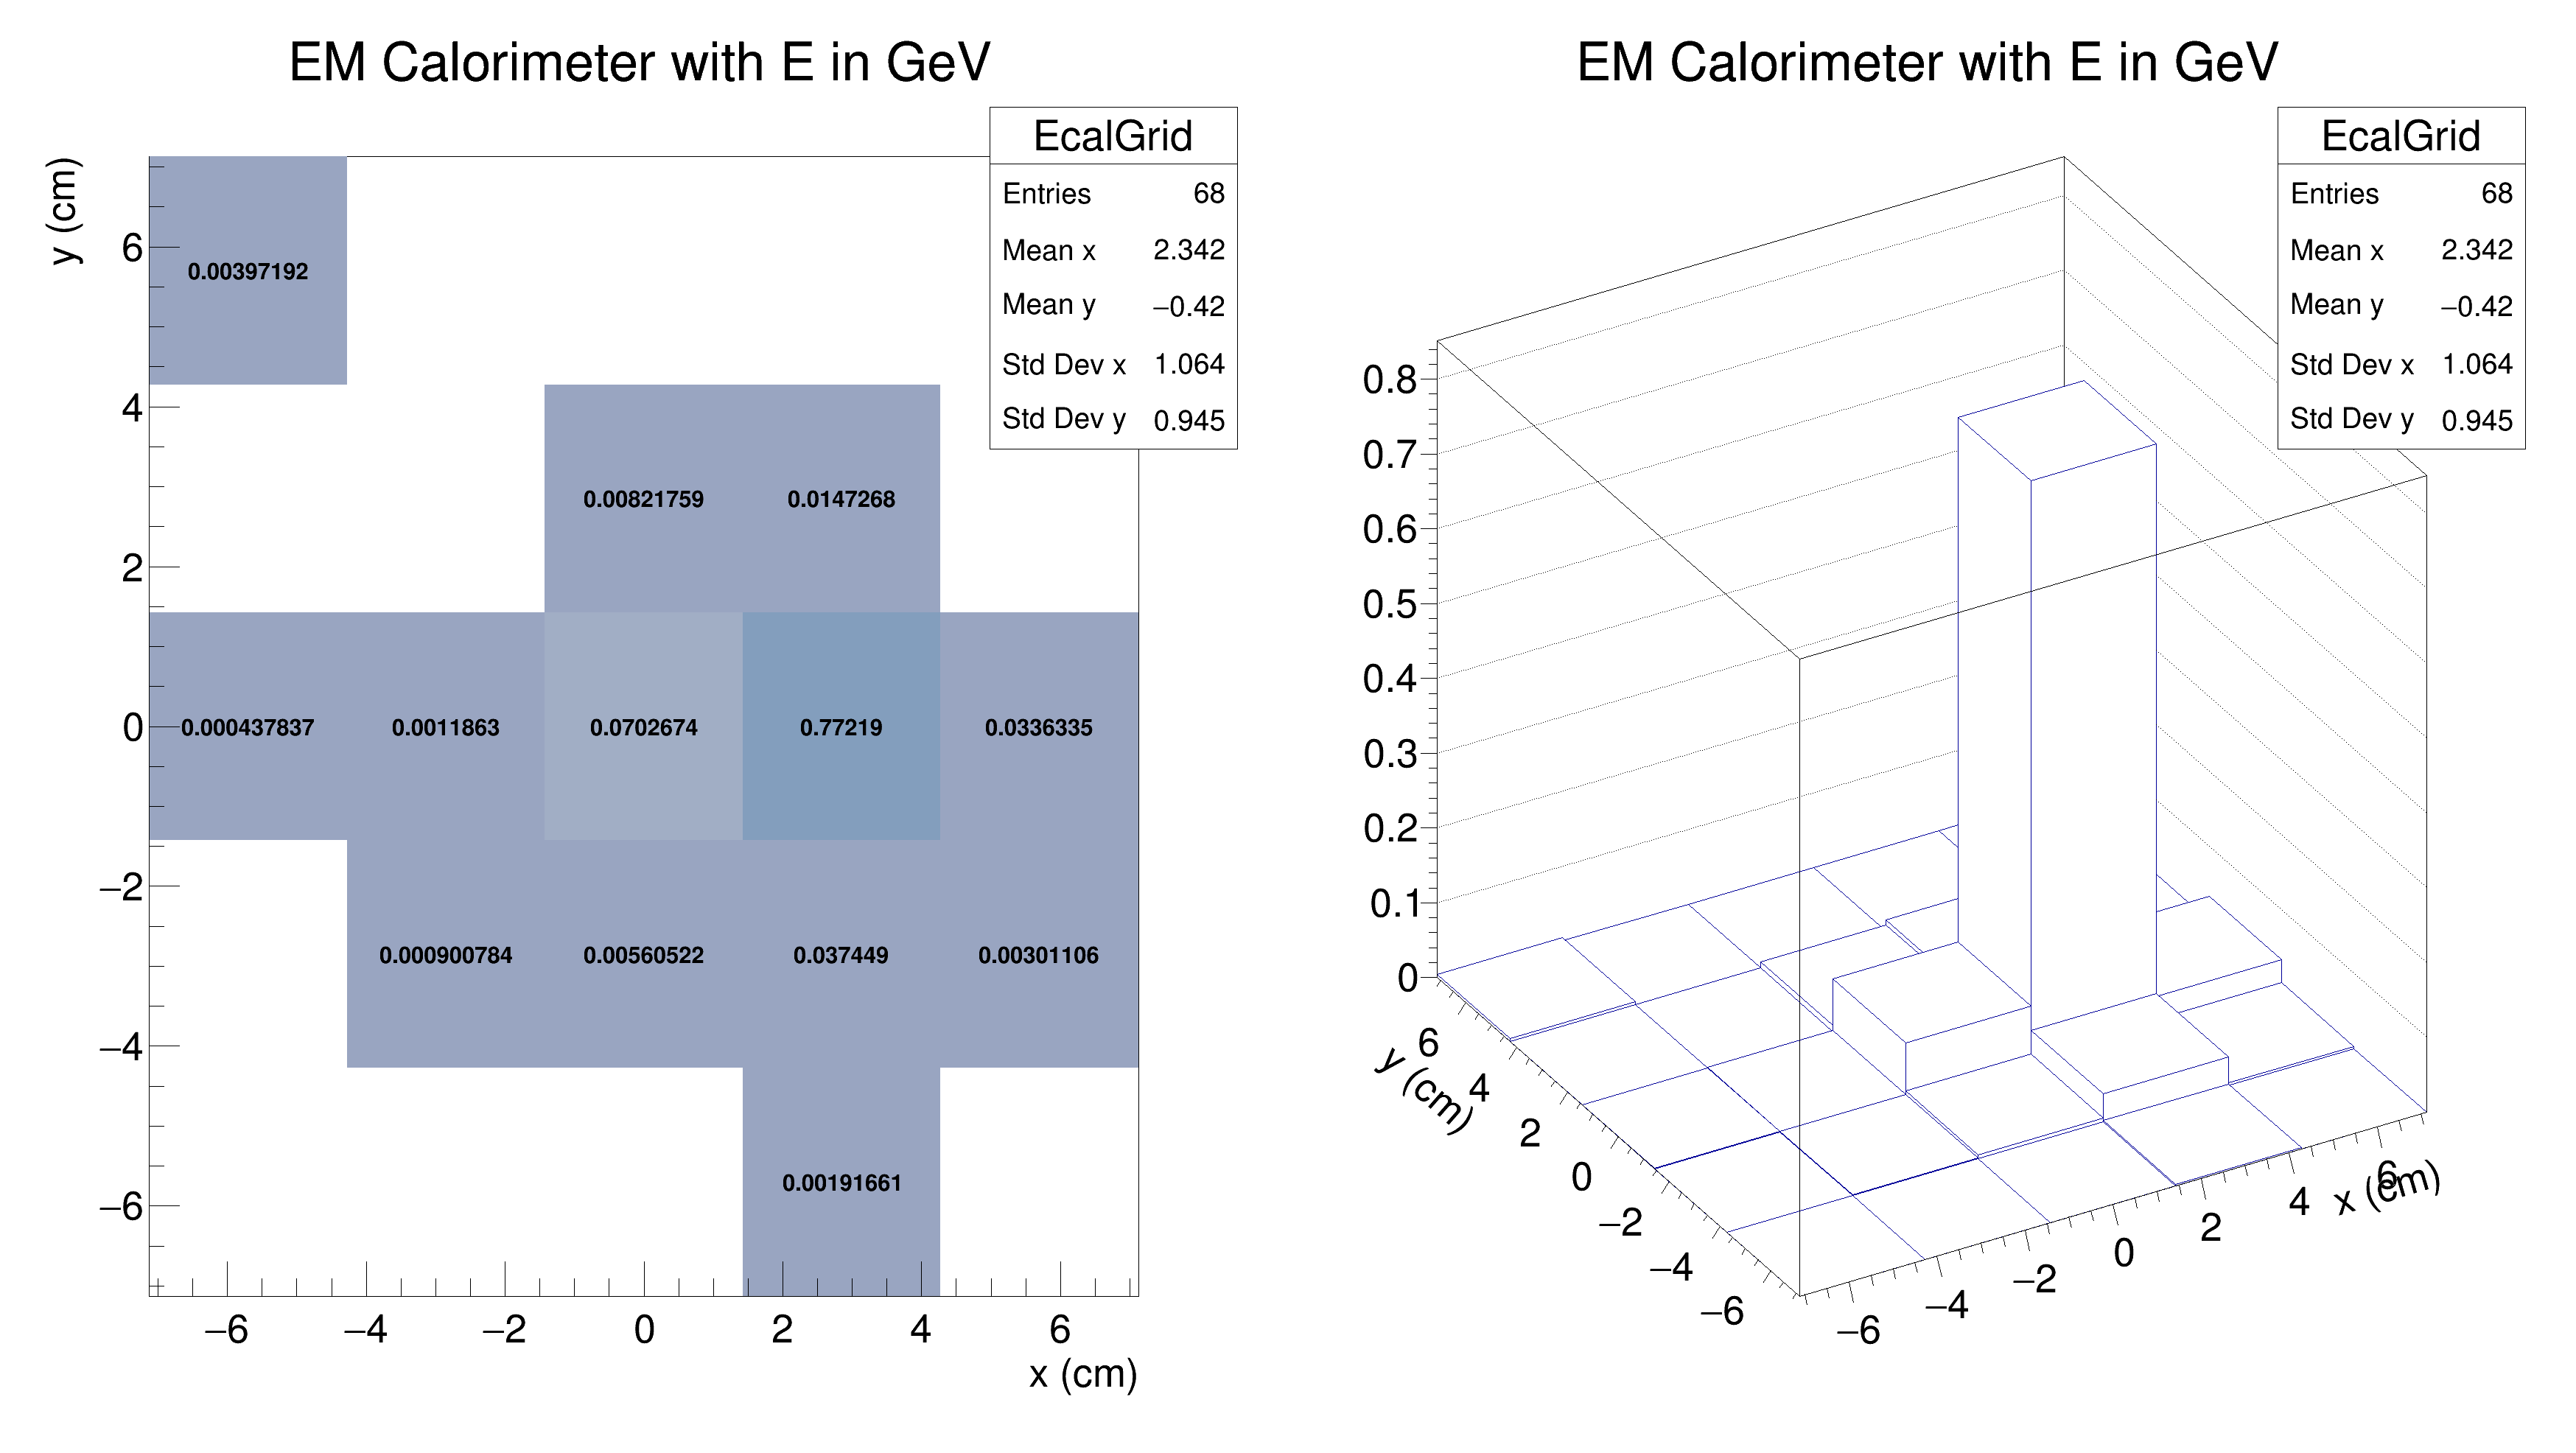 EM Calorimeter with E in GeV
EcalGrid
Entries 68
Mean x 2.342
Mean y −0.42
Std Dev x 1.064
Std Dev y 0.945
y (cm)
6
4
2
0
−2
−4
−6
0.00397192
0.00821759 0.0147268
0.000437837 0.0011863 0.0702674 0.77219 0.0336335
0.000900784 0.00560522 0.037449 0.00301106
0.00191661
−6 −4 −2 0 2 4 6
x (cm)
EM Calorimeter with E in GeV
EcalGrid
Entries 68
Mean x 2.342
Mean y −0.42
Std Dev x 1.064
Std Dev y 0.945
0.8
0.7
0.6
0.5
0.4
0.3
0.2
0.1
0
6
4
2
0
−2
−4
−6
y (cm)
−6
−4
−2
0
2
4
6
x (cm)